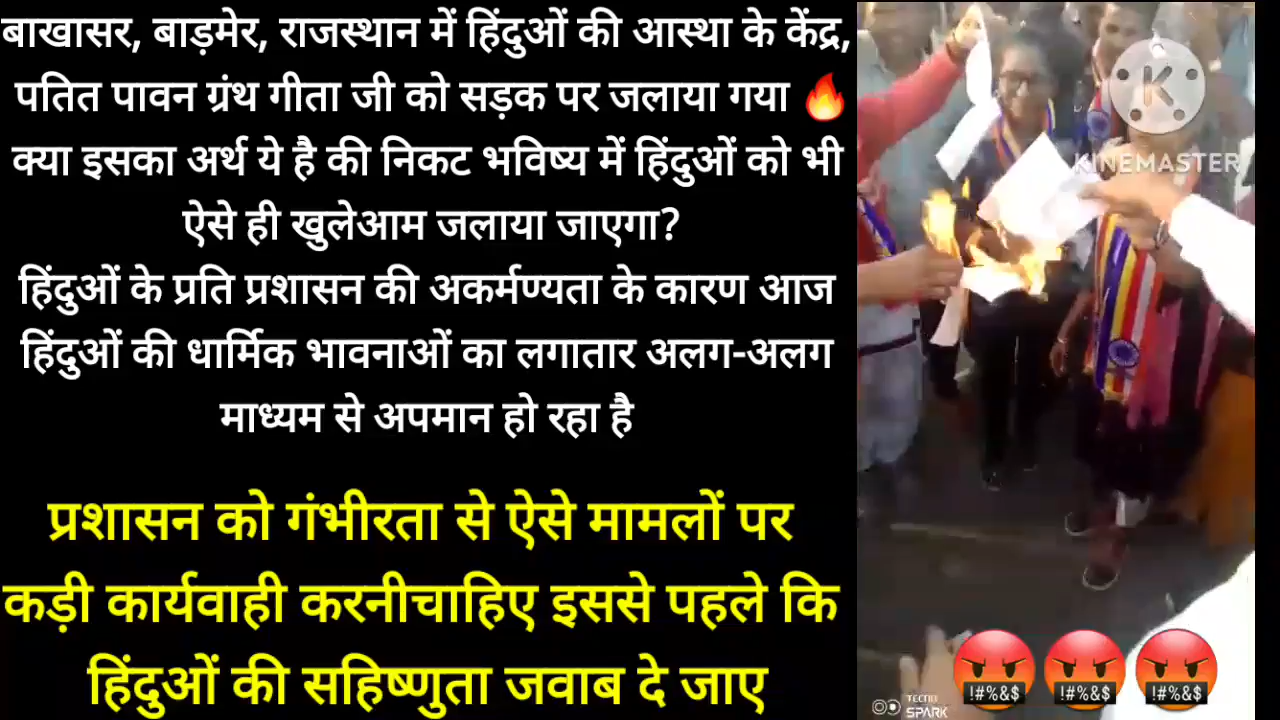 बाखासर, बाड़मेर, राजस्थान में हिंदुओं की आस्था के केंद्र,
पतित पावन ग्रंथ गीता जी को सड़क पर जलाया गया 🔥
क्या इसका अर्थ ये है की निकट भविष्य में हिंदुओं को भी
ऐसे ही खुलेआम जलाया जाएगा?
हिंदुओं के प्रति प्रशासन की अकर्मण्यता के कारण आज
हिंदुओं की धार्मिक भावनाओं का लगातार अलग-अलग
माध्यम से अपमान हो रहा है
प्रशासन को गंभीरता से ऐसे मामलों पर
कड़ी कार्यवाही करनीचाहिए इससे पहले कि
हिंदुओं की सहिष्णुता जवाब दे जाए
K
KINEMASTER
!#%&$ !#%&$ !#%&$
TECNO
SPARK